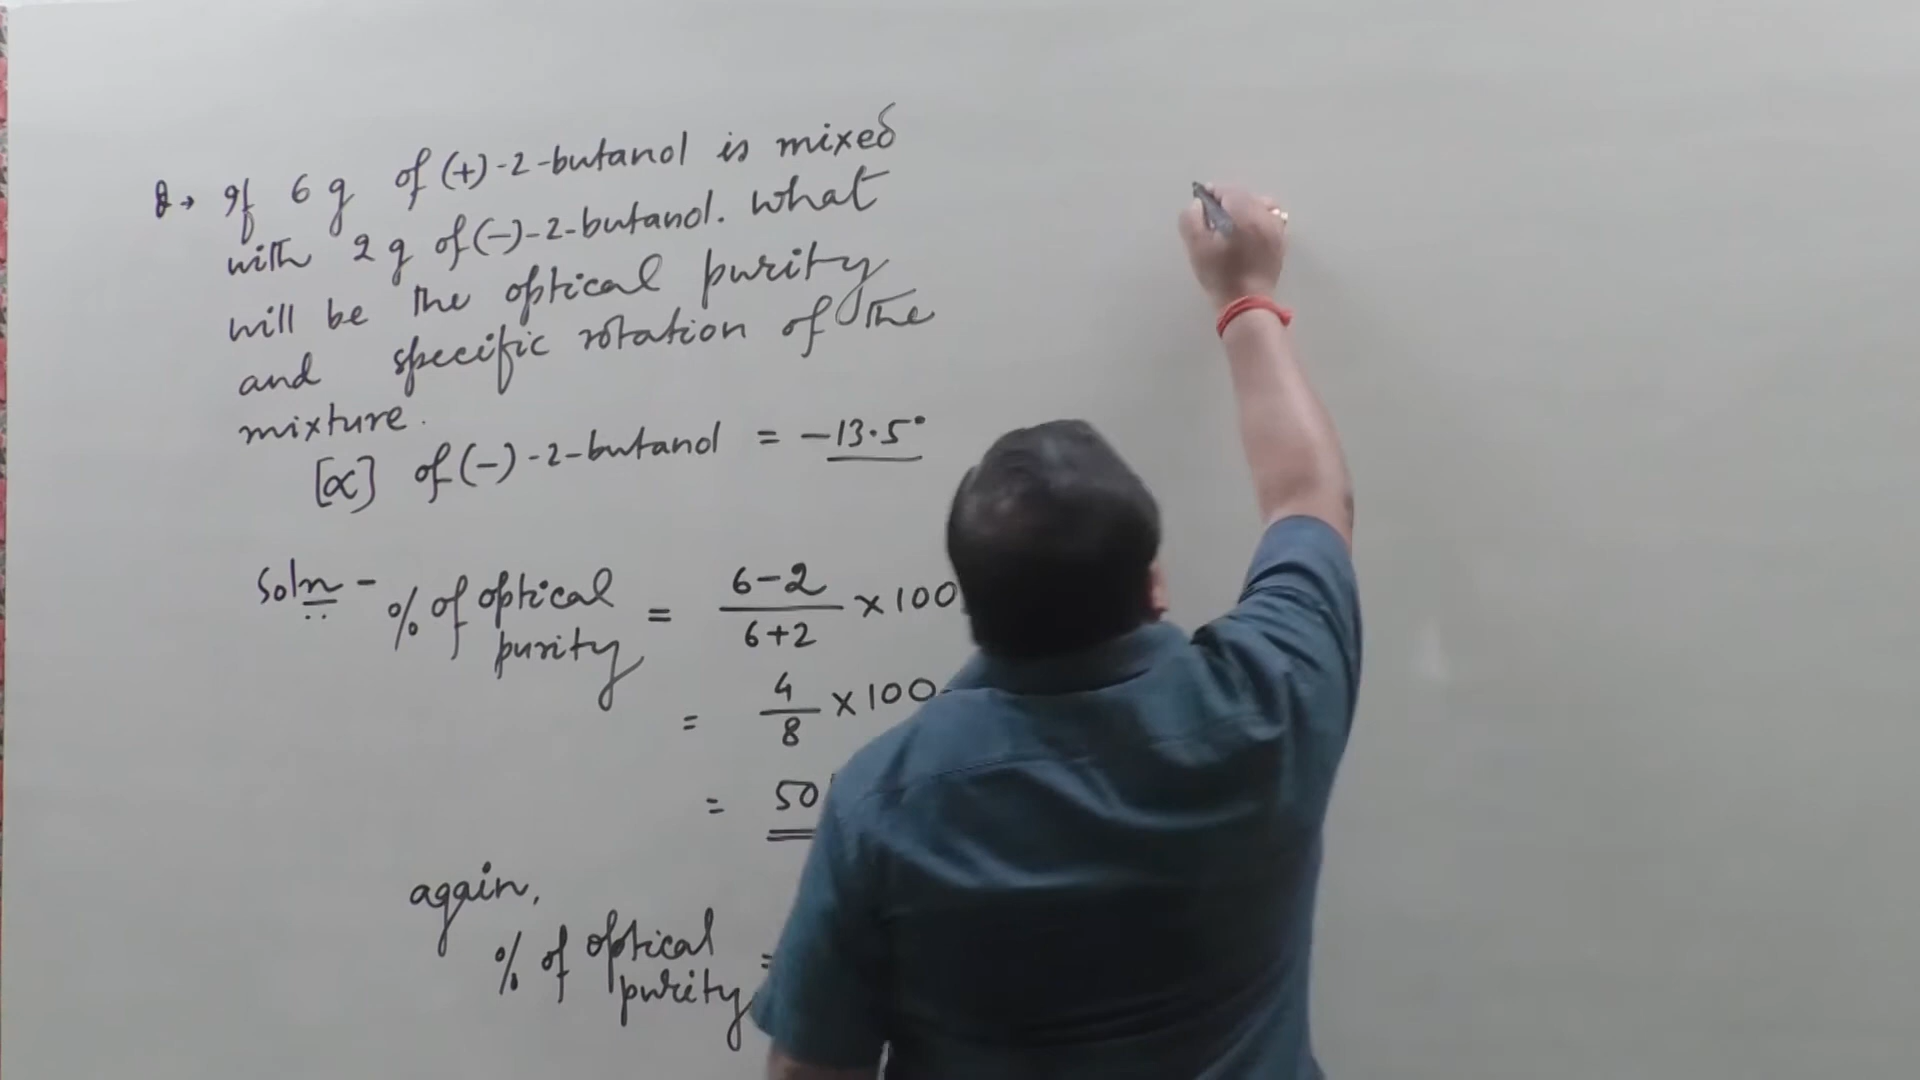 Q→ If 6 g of (+)-2-butanol is mixed
with 2 g of (-)-2-butanol. What
will be the optical purity
and specific rotation of the
mixture.
[α] of (-)-2-butanol = -13.5°
Soln - % of optical purity = 6-2 / 6+2 × 100
= 4 / 8 × 100
= 50
again,
% of optical purity =